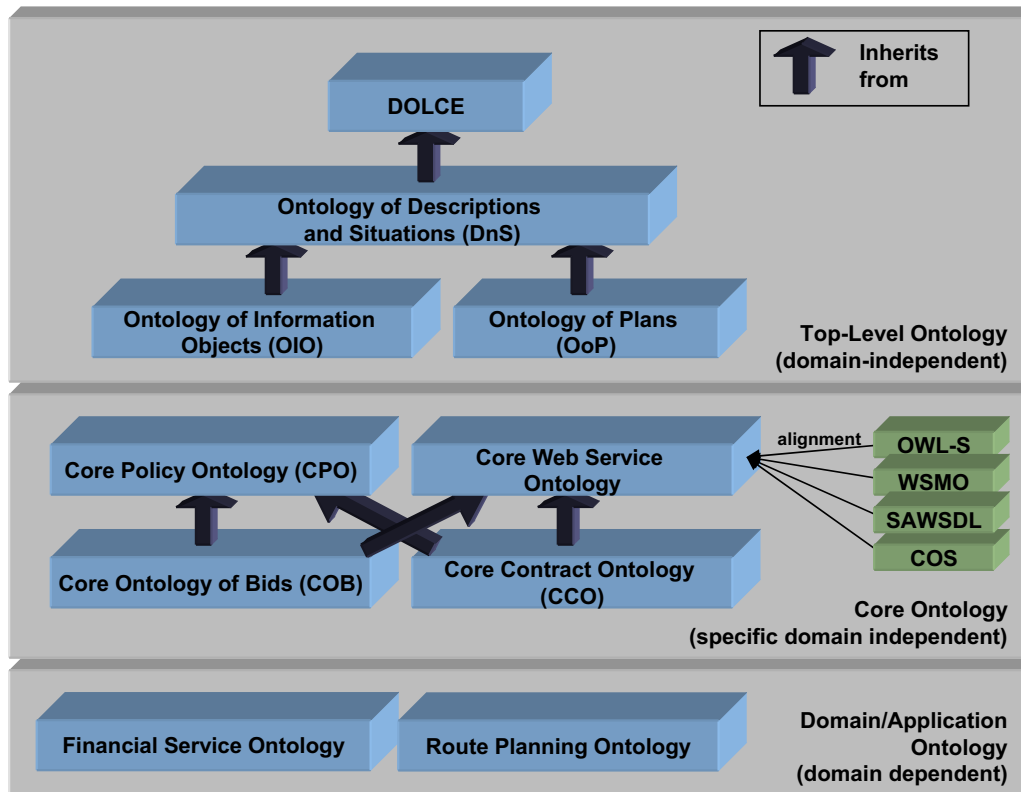 Inherits
from
DOLCE
Ontology of Descriptions
and Situations (DnS)
Ontology of Information
Objects (OIO)
Ontology of Plans
(OoP)
Top-Level Ontology
(domain-independent)
Core Policy Ontology (CPO)
Core Web Service
Ontology
alignment
OWL-S
WSMO
SAWSDL
COS
Core Ontology of Bids (COB)
Core Contract Ontology
(CCO)
Core Ontology
(specific domain independent)
Financial Service Ontology
Route Planning Ontology
Domain/Application
Ontology
(domain dependent)